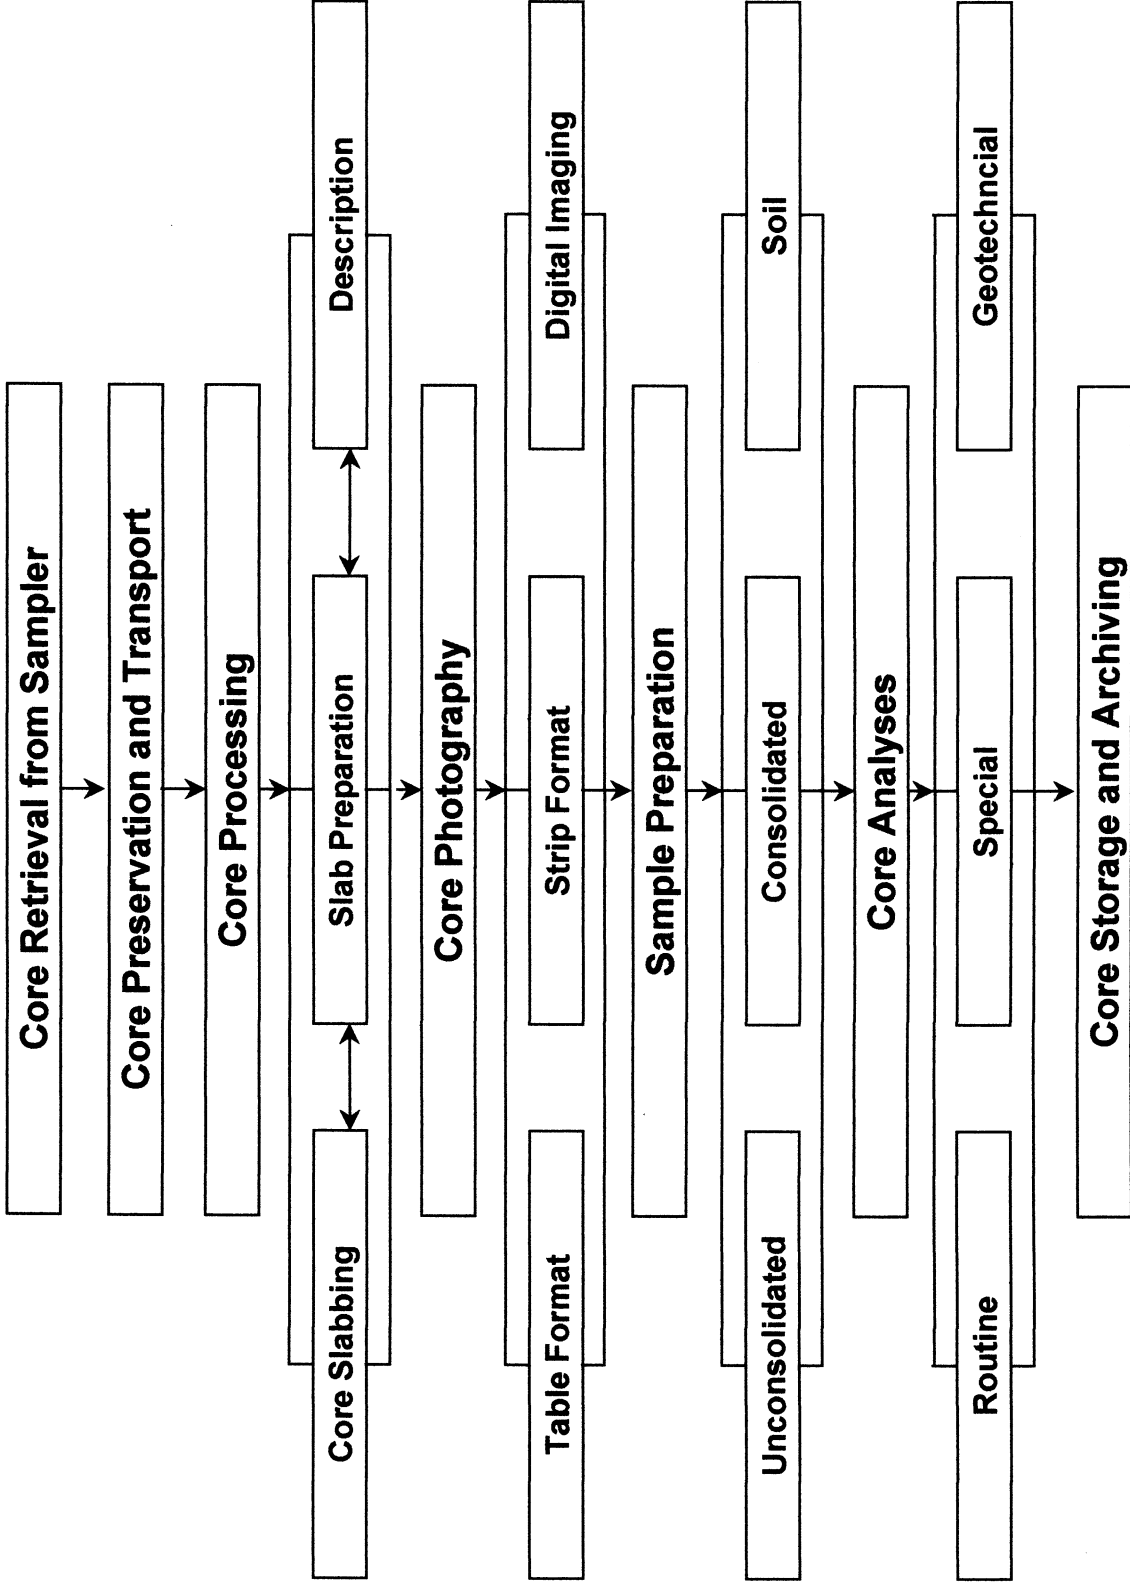 Core Retrieval from Sampler
Core Preservation and Transport
Core Processing
Core Slabbing
Slab Preparation
Description
Core Photography
Table Format
Strip Format
Digital Imaging
Sample Preparation
Unconsolidated
Consolidated
Soil
Core Analyses
Routine
Special
Geotechncial
Core Storage and Archiving